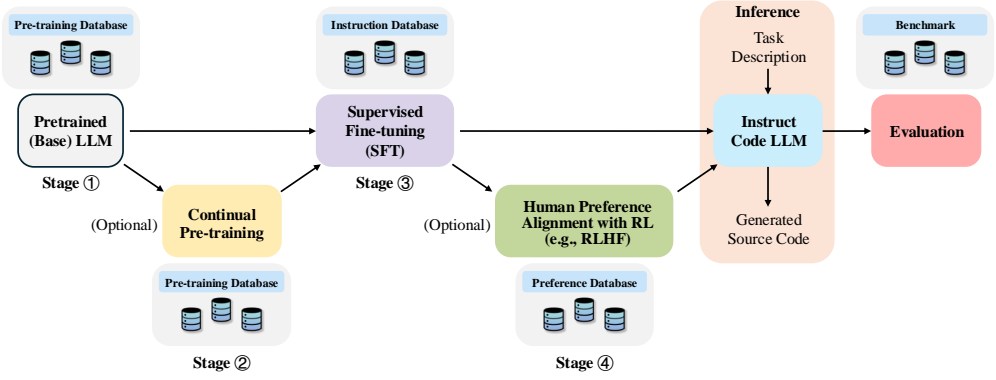 Pre-training Database
Pretrained
(Base) LLM
Stage ①
(Optional)
Continual
Pre-training
Pre-training Database
Stage ②
Instruction Database
Supervised
Fine-tuning
(SFT)
Stage ③
(Optional)
Human Preference
Alignment with RL
(e.g., RLHF)
Preference Database
Stage ④
Inference
Task
Description
Instruct
Code LLM
Generated
Source Code
Benchmark
Evaluation